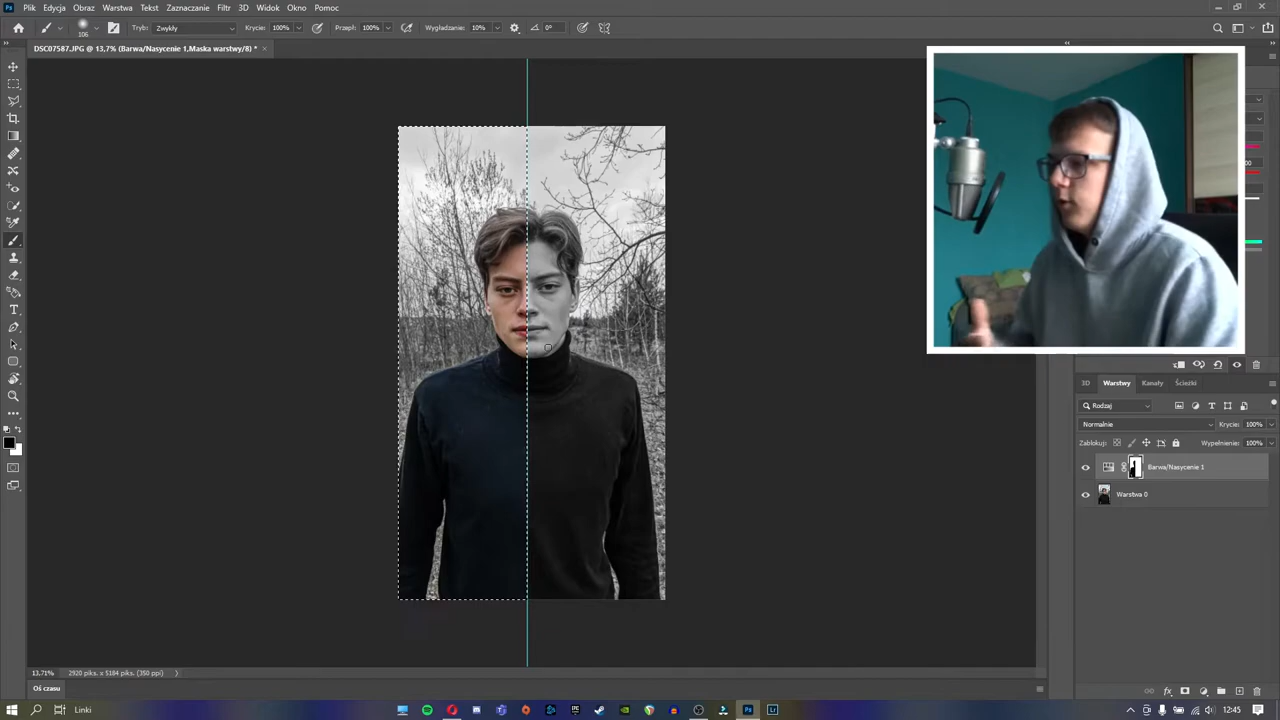 Plik Edycja Obraz Warstwa Tekst Zaznaczanie Filtr 3D Widok Okno Pomoc
106 Tryb: Zwykły Krycie: 100% Przepł: 100% Wygładzanie: 10% 0°
DSC07587.JPG @ 13,7% (Barwa/Nasycenie 1,Maska warstwy/8) *
3D Warstwy Kanały Ścieżki
Rodzaj
Normalnie Krycie: 100%
Zablokuj: Wypełnienie: 100%
Barwa/Nasycenie 1
Warstwa 0
13,71% 2920 piks. x 5184 piks. (350 ppi)
Oś czasu
Linki 12:45